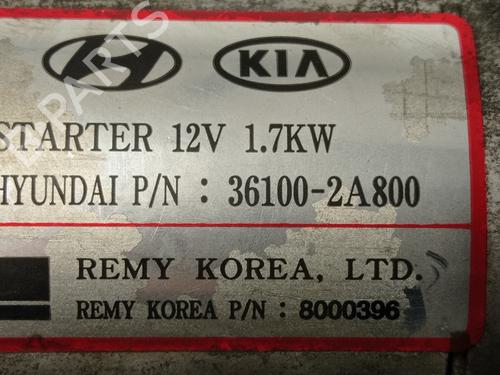 KIA
STARTER 12V 1.7KW
HYUNDAI P/N : 36100-2A800
REMY KOREA, LTD.
REMY KOREA P/N : 8000396